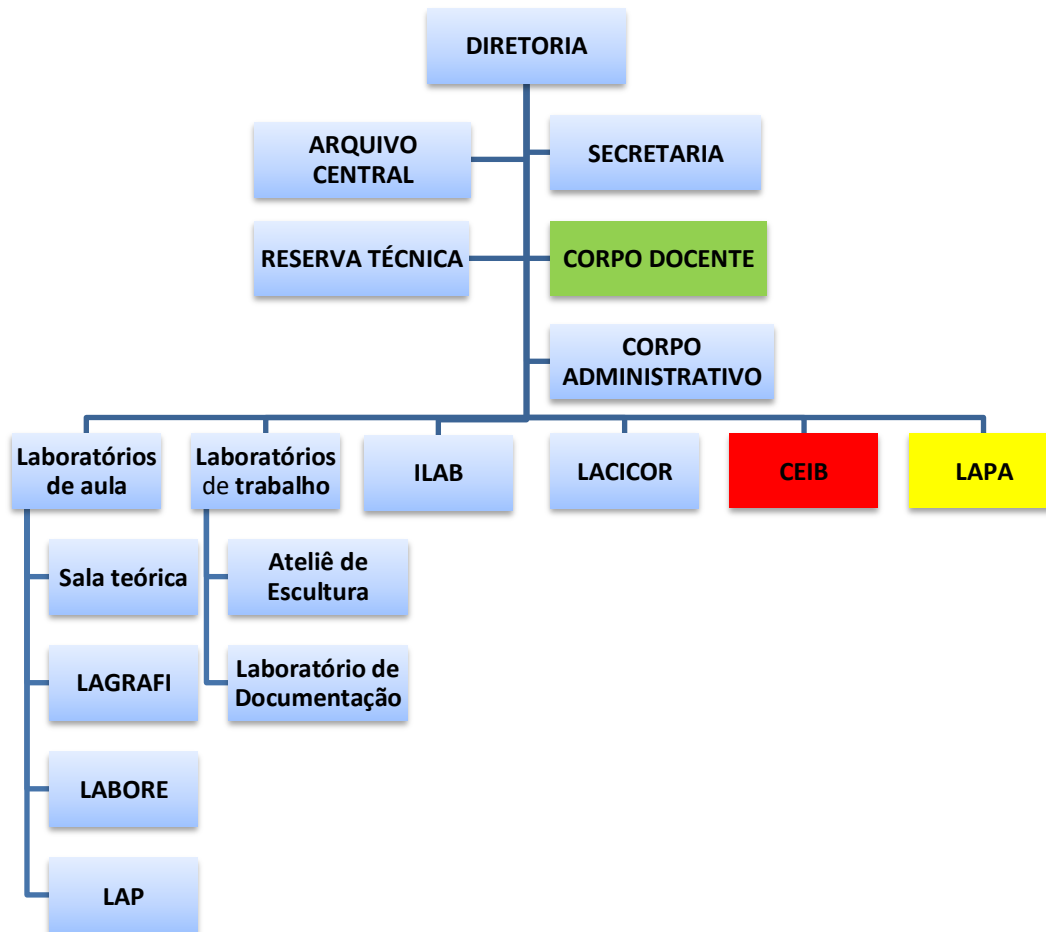 DIRETORIA
ARQUIVO
CENTRAL
SECRETARIA
RESERVA TÉCNICA
CORPO DOCENTE
CORPO
ADMINISTRATIVO
Laboratórios
de aula
Laboratórios
de trabalho
ILAB
LACICOR
CEIB
LAPA
Sala teórica
Ateliê de
Escultura
LAGRAFI
Laboratório de
Documentação
LABORE
LAP